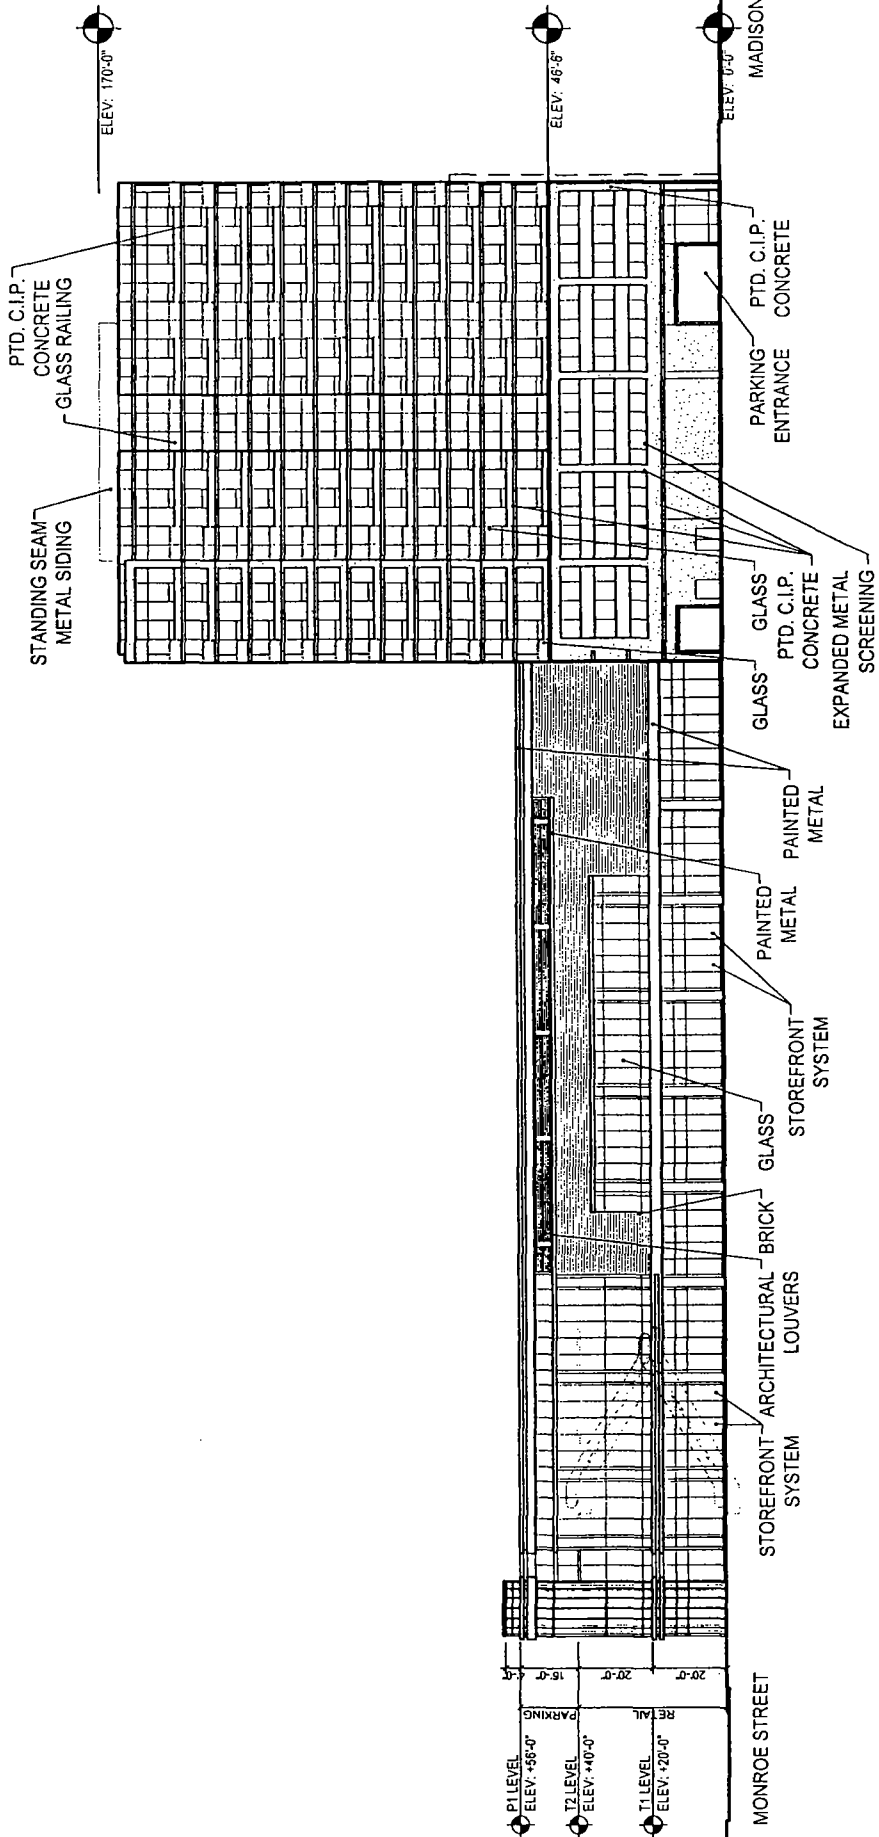 PTD. C.I.P.
CONCRETE
GLASS RAILING
STANDING SEAM
METAL SIDING
ELEV: 170'-0"
ELEV: 46'-6"
ELEV: 0'-0"
MADISON
P1 LEVEL
ELEV: +56'-0"
T2 LEVEL
ELEV: +40'-0"
T1 LEVEL
ELEV: +20'-0"
PARKING
RETAIL
4'-0"
20'-0"
20'-0"
MONROE STREET
STOREFRONT
SYSTEM
ARCHITECTURAL
LOUVERS
BRICK
GLASS
STOREFRONT
SYSTEM
PAINTED
METAL
PAINTED
METAL
GLASS
GLASS
PTD. C.I.P.
CONCRETE
EXPANDED METAL
SCREENING
PARKING
ENTRANCE
PTD. C.I.P.
CONCRETE